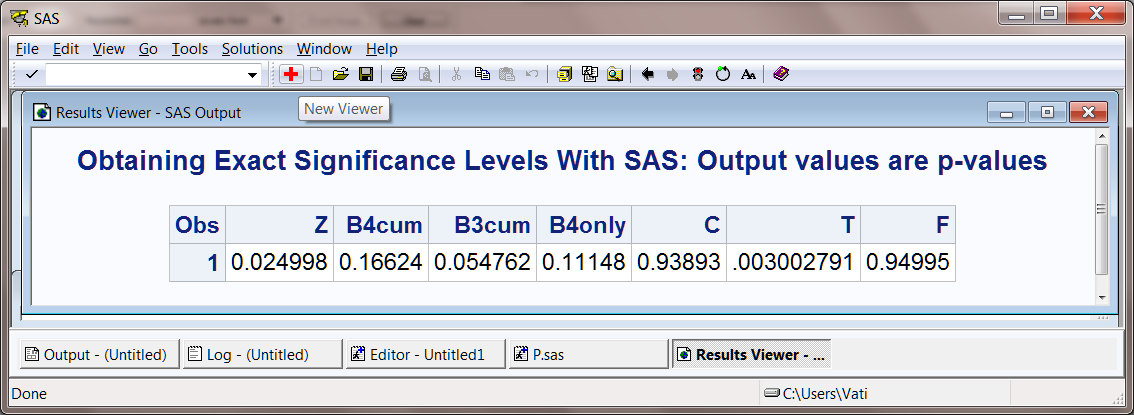 SAS
File Edit View Go Tools Solutions Window Help
New Viewer
Results Viewer - SAS Output
Obtaining Exact Significance Levels With SAS: Output values are p-values
Obs Z B4cum B3cum B4only C T F
1 0.024998 0.16624 0.054762 0.11148 0.93893 .003002791 0.94995
Output - (Untitled) Log - (Untitled) Editor - Untitled1 P.sas Results Viewer - ...
Done C:\Users\Vati